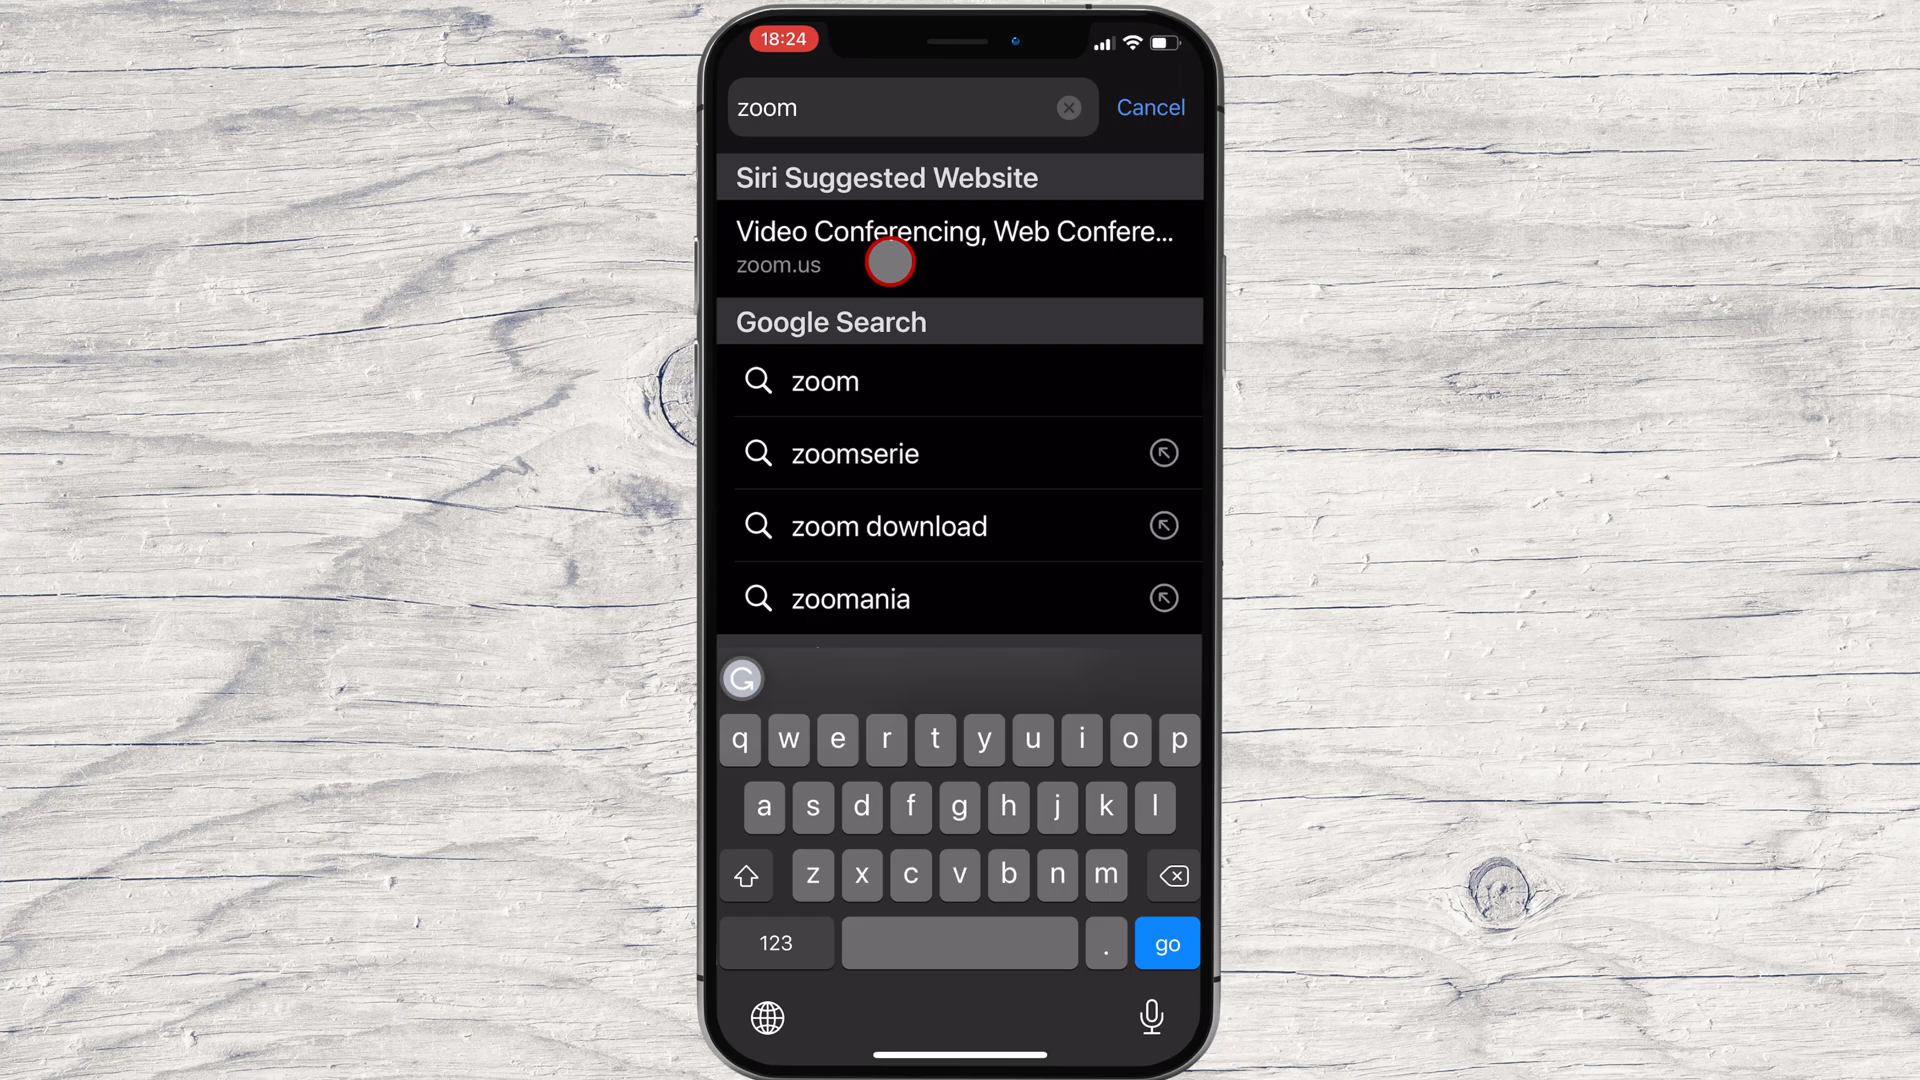 18:24
zoom
Cancel
Siri Suggested Website
Video Conferencing, Web Confere...
zoom.us
Google Search
zoom
zoomserie
zoom download
zoomania
G
q w e r t y u i o p
a s d f g h j k l
z x c v b n m
123 . go